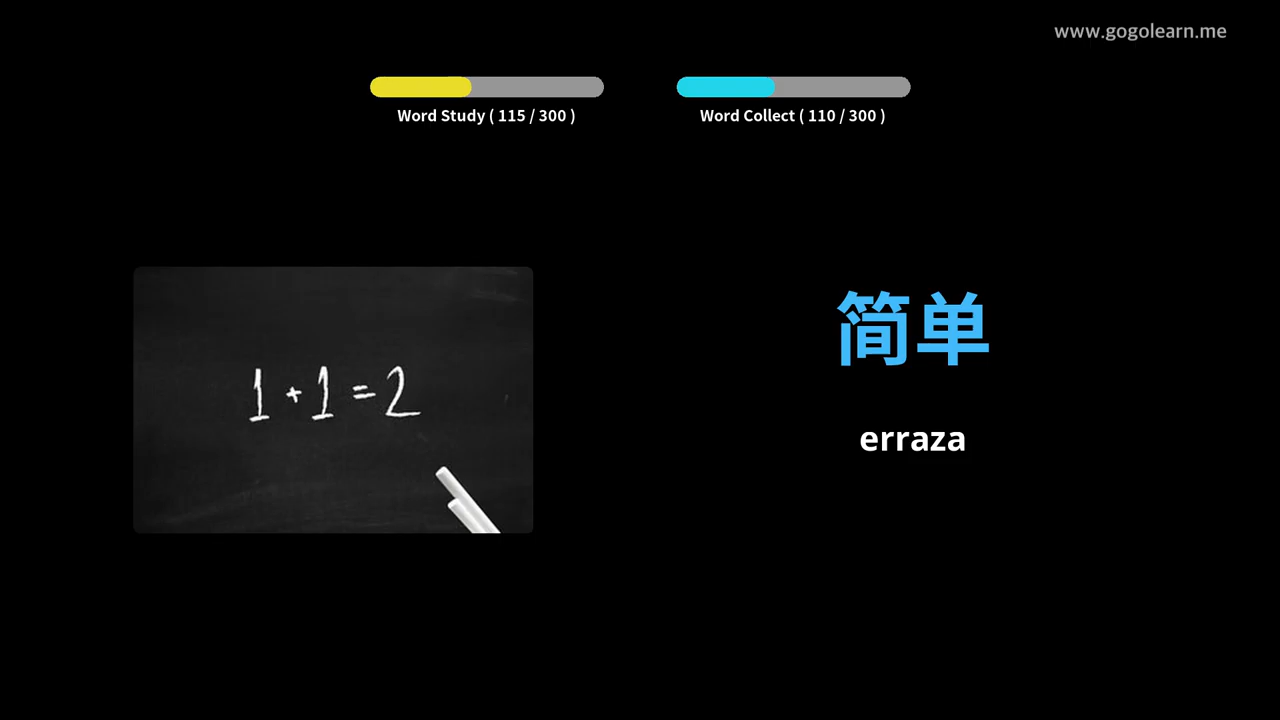 www.gogolearn.me
Word Study ( 115 / 300 )
Word Collect ( 110 / 300 )
1 + 1 = 2
简单
erraza